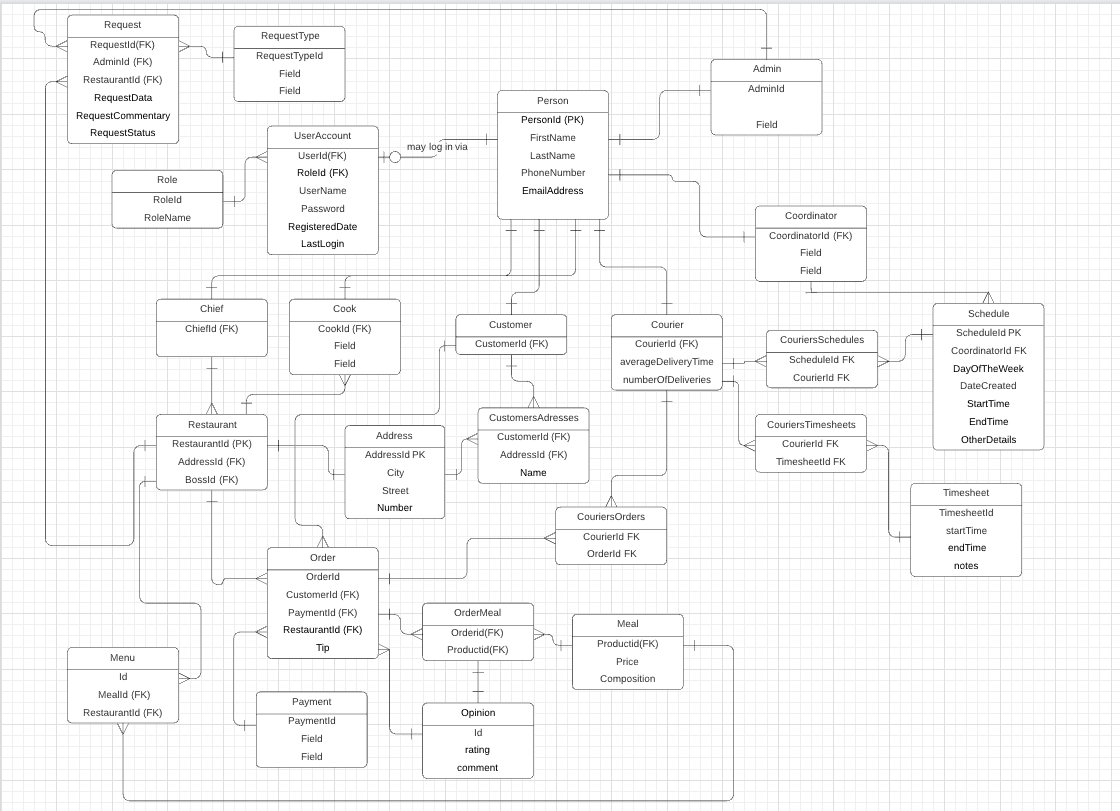 Request
RequestId(FK)
AdminId (FK)
RestaurantId (FK)
RequestData
RequestCommentary
RequestStatus
RequestType
RequestTypeId
Field
Field
Admin
AdminId
Field
Person
PersonId (PK)
FirstName
LastName
PhoneNumber
EmailAddress
UserAccount
UserId(FK)
RoleId (FK)
UserName
Password
RegisteredDate
LastLogin
may log in via
Role
RoleId
RoleName
Coordinator
CoordinatorId (FK)
Field
Field
Chief
ChiefId (FK)
Cook
CookId (FK)
Field
Field
Customer
CustomerId (FK)
Courier
CourierId (FK)
averageDeliveryTime
numberOfDeliveries
CouriersSchedules
ScheduleId FK
CourierId FK
Schedule
ScheduleId PK
CoordinatorId FK
DayOfTheWeek
DateCreated
StartTime
EndTime
OtherDetails
Restaurant
RestaurantId (PK)
AddressId (FK)
BossId (FK)
Address
AddressId PK
City
Street
Number
CustomersAdresses
CustomerId (FK)
AddressId (FK)
Name
CouriersTimesheets
CourierId FK
TimesheetId FK
Timesheet
TimesheetId
startTime
endTime
notes
CouriersOrders
CourierId FK
OrderId FK
Order
OrderId
CustomerId (FK)
PaymentId (FK)
RestaurantId (FK)
Tip
OrderMeal
Orderid(FK)
Productid(FK)
Meal
Productid(FK)
Price
Composition
Menu
Id
MealId (FK)
RestaurantId (FK)
Payment
PaymentId
Field
Field
Opinion
Id
rating
comment